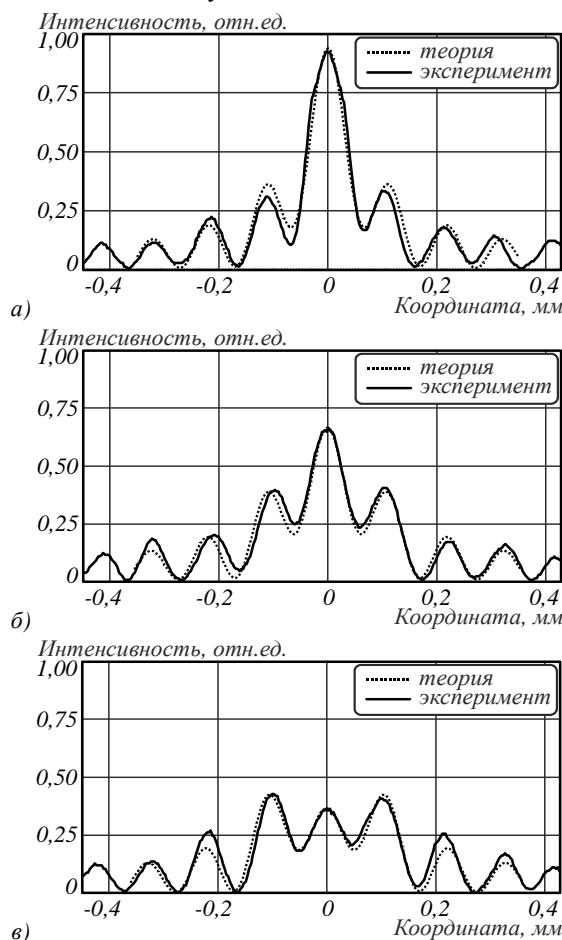 Интенсивность, отн.ед.
1,00
теория
эксперимент
0,75
0,50
0,25
0
-0,4 -0,2 0 0,2 0,4
а) Координата, мм
Интенсивность, отн.ед.
1,00
теория
эксперимент
0,75
0,50
0,25
0
-0,4 -0,2 0 0,2 0,4
б) Координата, мм
Интенсивность, отн.ед.
1,00
теория
эксперимент
0,75
0,50
0,25
0
-0,4 -0,2 0 0,2 0,4
в) Координата, мм